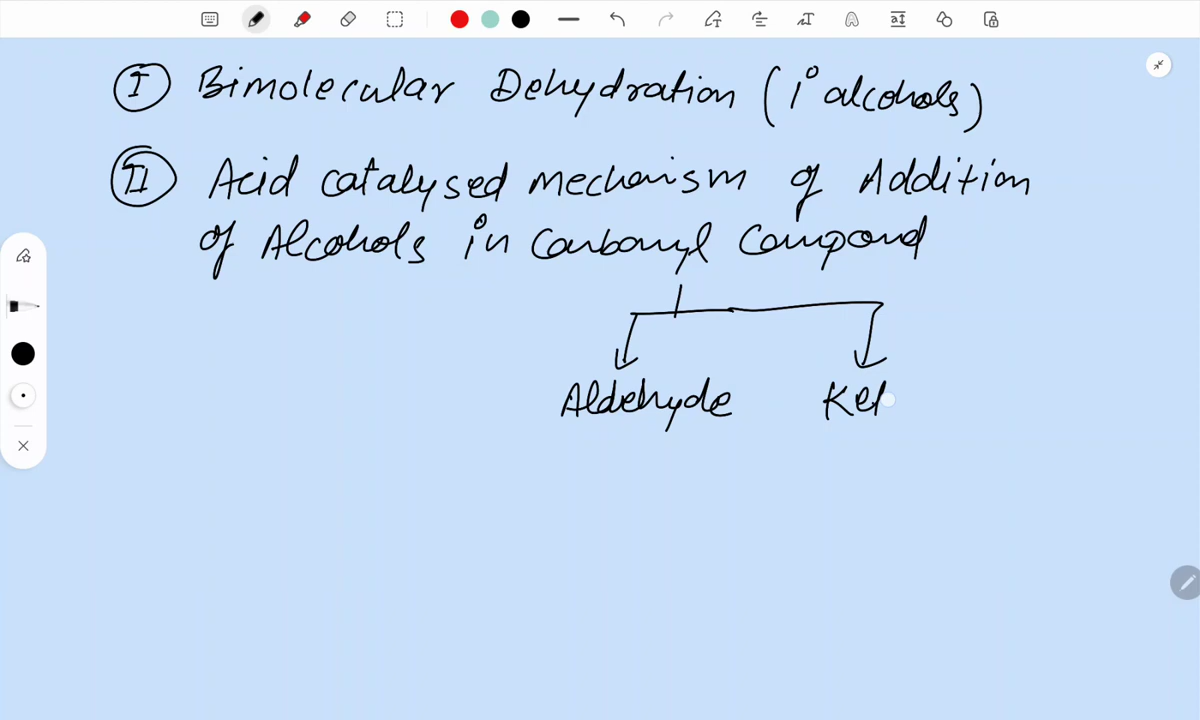 I Bimolecular Dehydration (1° alcohols)
II Acid catalysed mechanism of Addition
of Alcohols in Carbonyl Compound
Aldehyde Ket